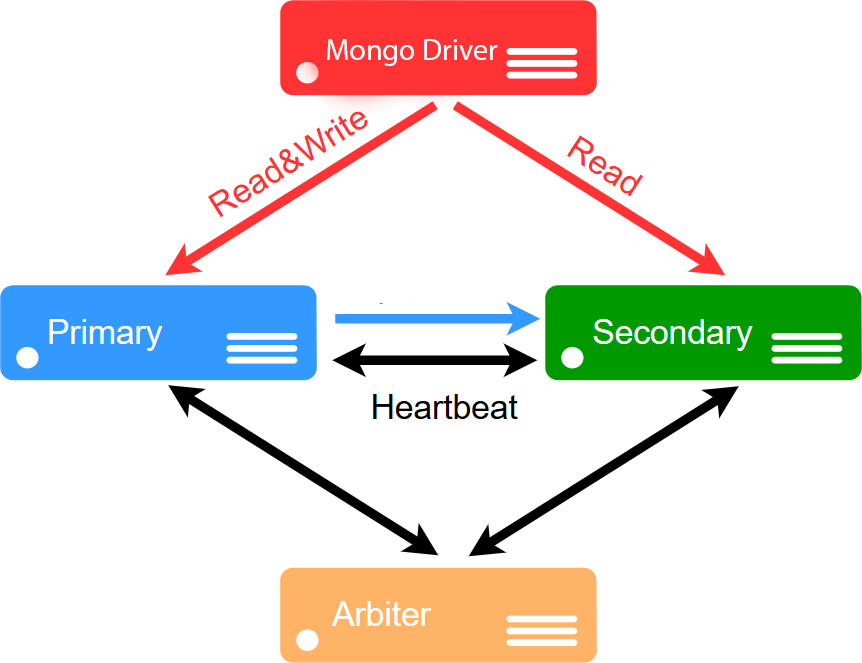 Mongo Driver
Read&Write
Read
Primary
Secondary
Heartbeat
Arbiter